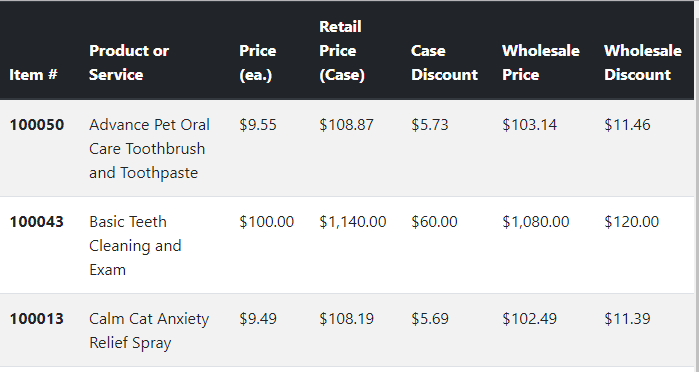 Item # Product or Service Price (ea.) Retail Price (Case) Case Discount Wholesale Price Wholesale Discount
100050 Advance Pet Oral $9.55 $108.87 $5.73 $103.14 $11.46
Care Toothbrush
and Toothpaste
100043 Basic Teeth $100.00 $1,140.00 $60.00 $1,080.00 $120.00
Cleaning and
Exam
100013 Calm Cat Anxiety $9.49 $108.19 $5.69 $102.49 $11.39
Relief Spray